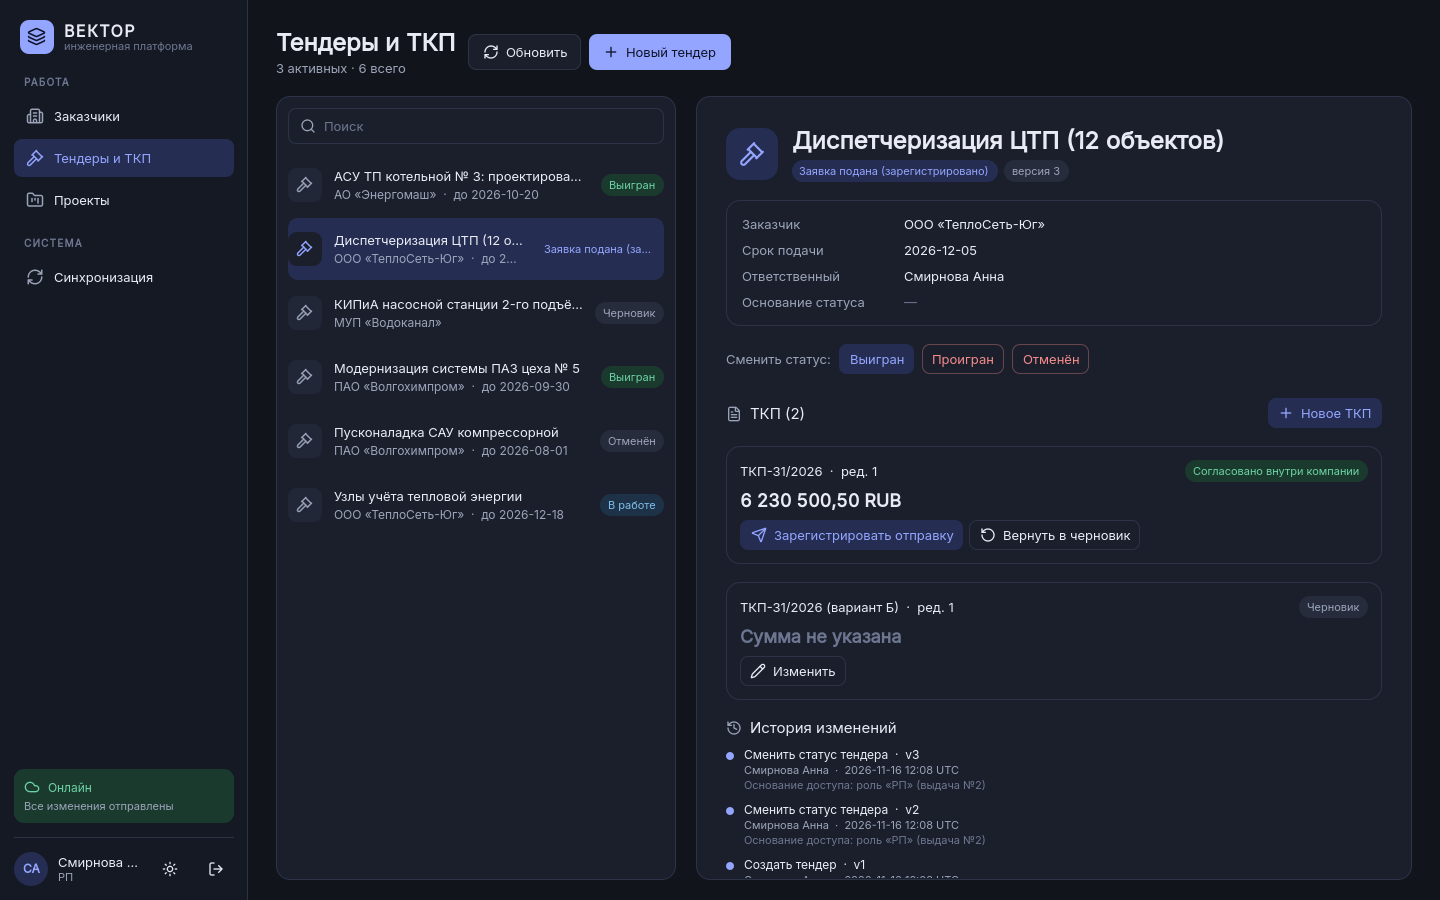 ВЕКТОР
инженерная платформа
РАБОТА
Заказчики
Тендеры и ТКП
Проекты
СИСТЕМА
Синхронизация
Онлайн
Все изменения отправлены
СА
Смирнова ...
РП
Тендеры и ТКП
3 активных · 6 всего
Обновить
Новый тендер
Поиск
АСУ ТП котельной № 3: проектирова...
АО «Энергомаш» · до 2026-10-20
Выигран
Диспетчеризация ЦТП (12 о...
ООО «ТеплоСеть-Юг» · до 2...
Заявка подана (за...
КИПиА насосной станции 2-го подъё...
МУП «Водоканал»
Черновик
Модернизация системы ПАЗ цеха № 5
ПАО «Волгохимпром» · до 2026-09-30
Выигран
Пусконаладка САУ компрессорной
ПАО «Волгохимпром» · до 2026-08-01
Отменён
Узлы учёта тепловой энергии
ООО «ТеплоСеть-Юг» · до 2026-12-18
В работе
Диспетчеризация ЦТП (12 объектов)
Заявка подана (зарегистрировано)
версия 3
Заказчик ООО «ТеплоСеть-Юг»
Срок подачи 2026-12-05
Ответственный Смирнова Анна
Основание статуса —
Сменить статус: Выигран Проигран Отменён
ТКП (2)
Новое ТКП
ТКП-31/2026 · ред. 1
Согласовано внутри компании
6 230 500,50 RUB
Зарегистрировать отправку
Вернуть в черновик
ТКП-31/2026 (вариант Б) · ред. 1
Черновик
Сумма не указана
Изменить
История изменений
Сменить статус тендера · v3
Смирнова Анна · 2026-11-16 12:08 UTC
Основание доступа: роль «РП» (выдача №2)
Сменить статус тендера · v2
Смирнова Анна · 2026-11-16 12:08 UTC
Основание доступа: роль «РП» (выдача №2)
Создать тендер · v1